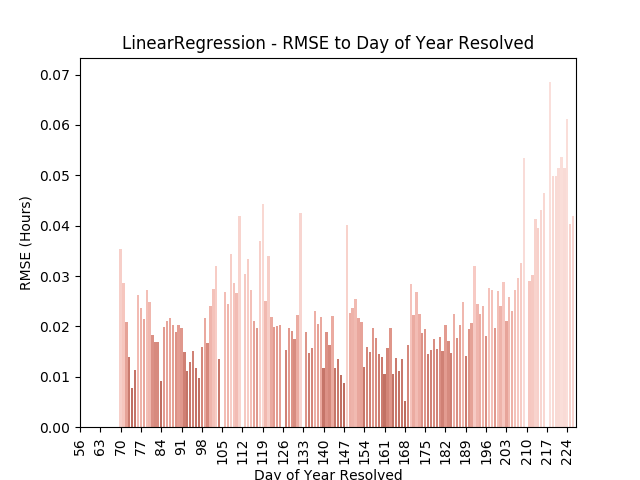 LinearRegression - RMSE to Day of Year Resolved
0.07
0.06
0.05
0.04
0.03
0.02
0.01
0.00
RMSE (Hours)
56 63 70 77 84 91 98 105 112 119 126 133 140 147 154 161 168 175 182 189 196 203 210 217 224
Day of Year Resolved